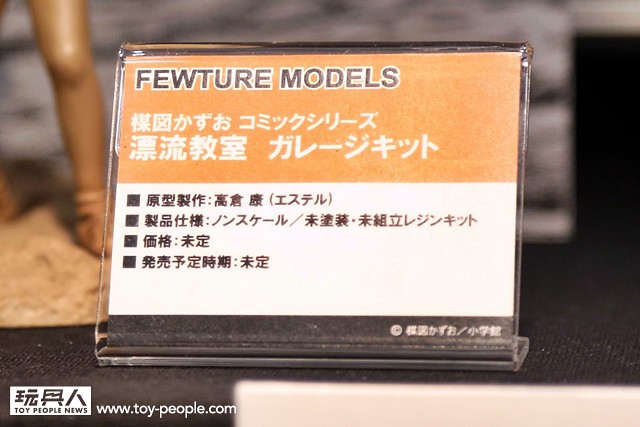 FEWTURE MODELS
楳図かずお コミックシリーズ
漂流教室 ガレージキット
■ 原型製作：高倉 康（エステル）
■ 製品仕様：ノンスケール／未塗装・未組立レジンキット
■ 価格：未定
■ 発売予定時期：未定
© 楳図かずお／小学館
玩具人
TOY PEOPLE NEWS
www.toy-people.com